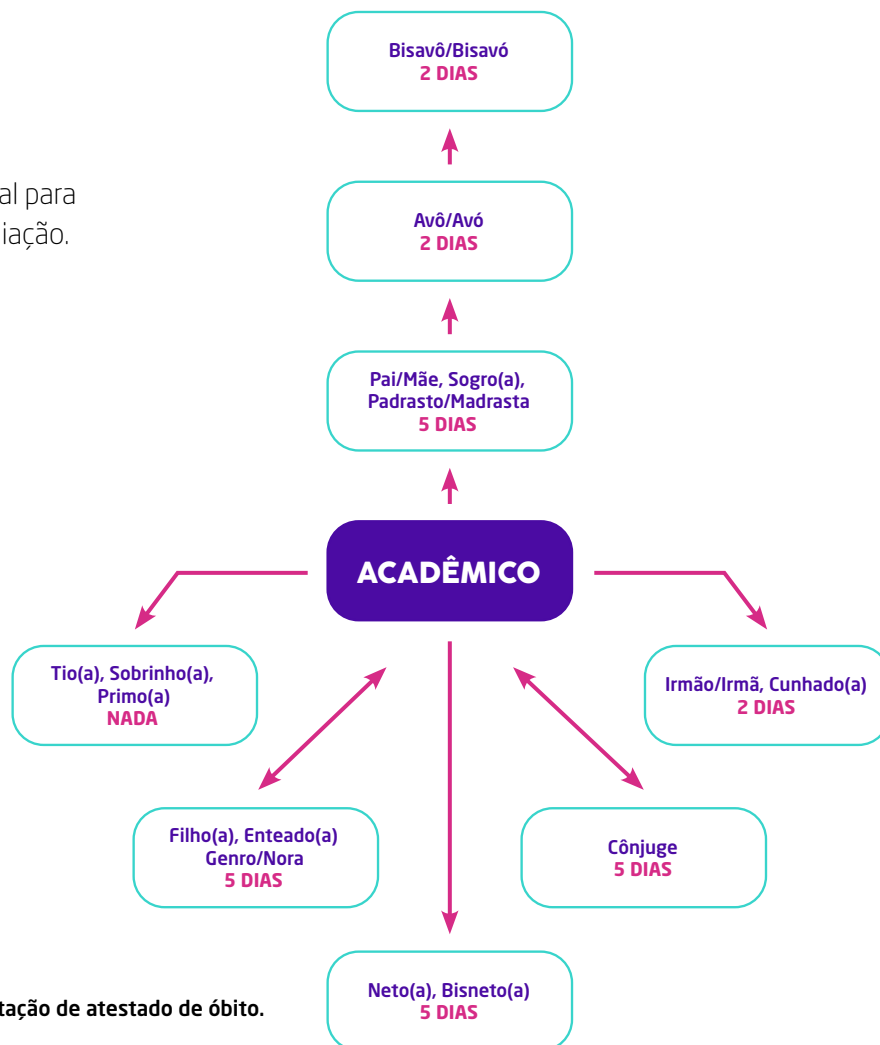 Bisavô/Bisavó
2 DIAS
al para
iação.
Avô/Avó
2 DIAS
Pai/Mãe, Sogro(a),
Padrasto/Madrasta
5 DIAS
ACADÊMICO
Tio(a), Sobrinho(a),
Primo(a)
NADA
Irmão/Irmã, Cunhado(a)
2 DIAS
Filho(a), Enteado(a)
Genro/Nora
5 DIAS
Cônjuge
5 DIAS
Neto(a), Bisneto(a)
5 DIAS
tação de atestado de óbito.